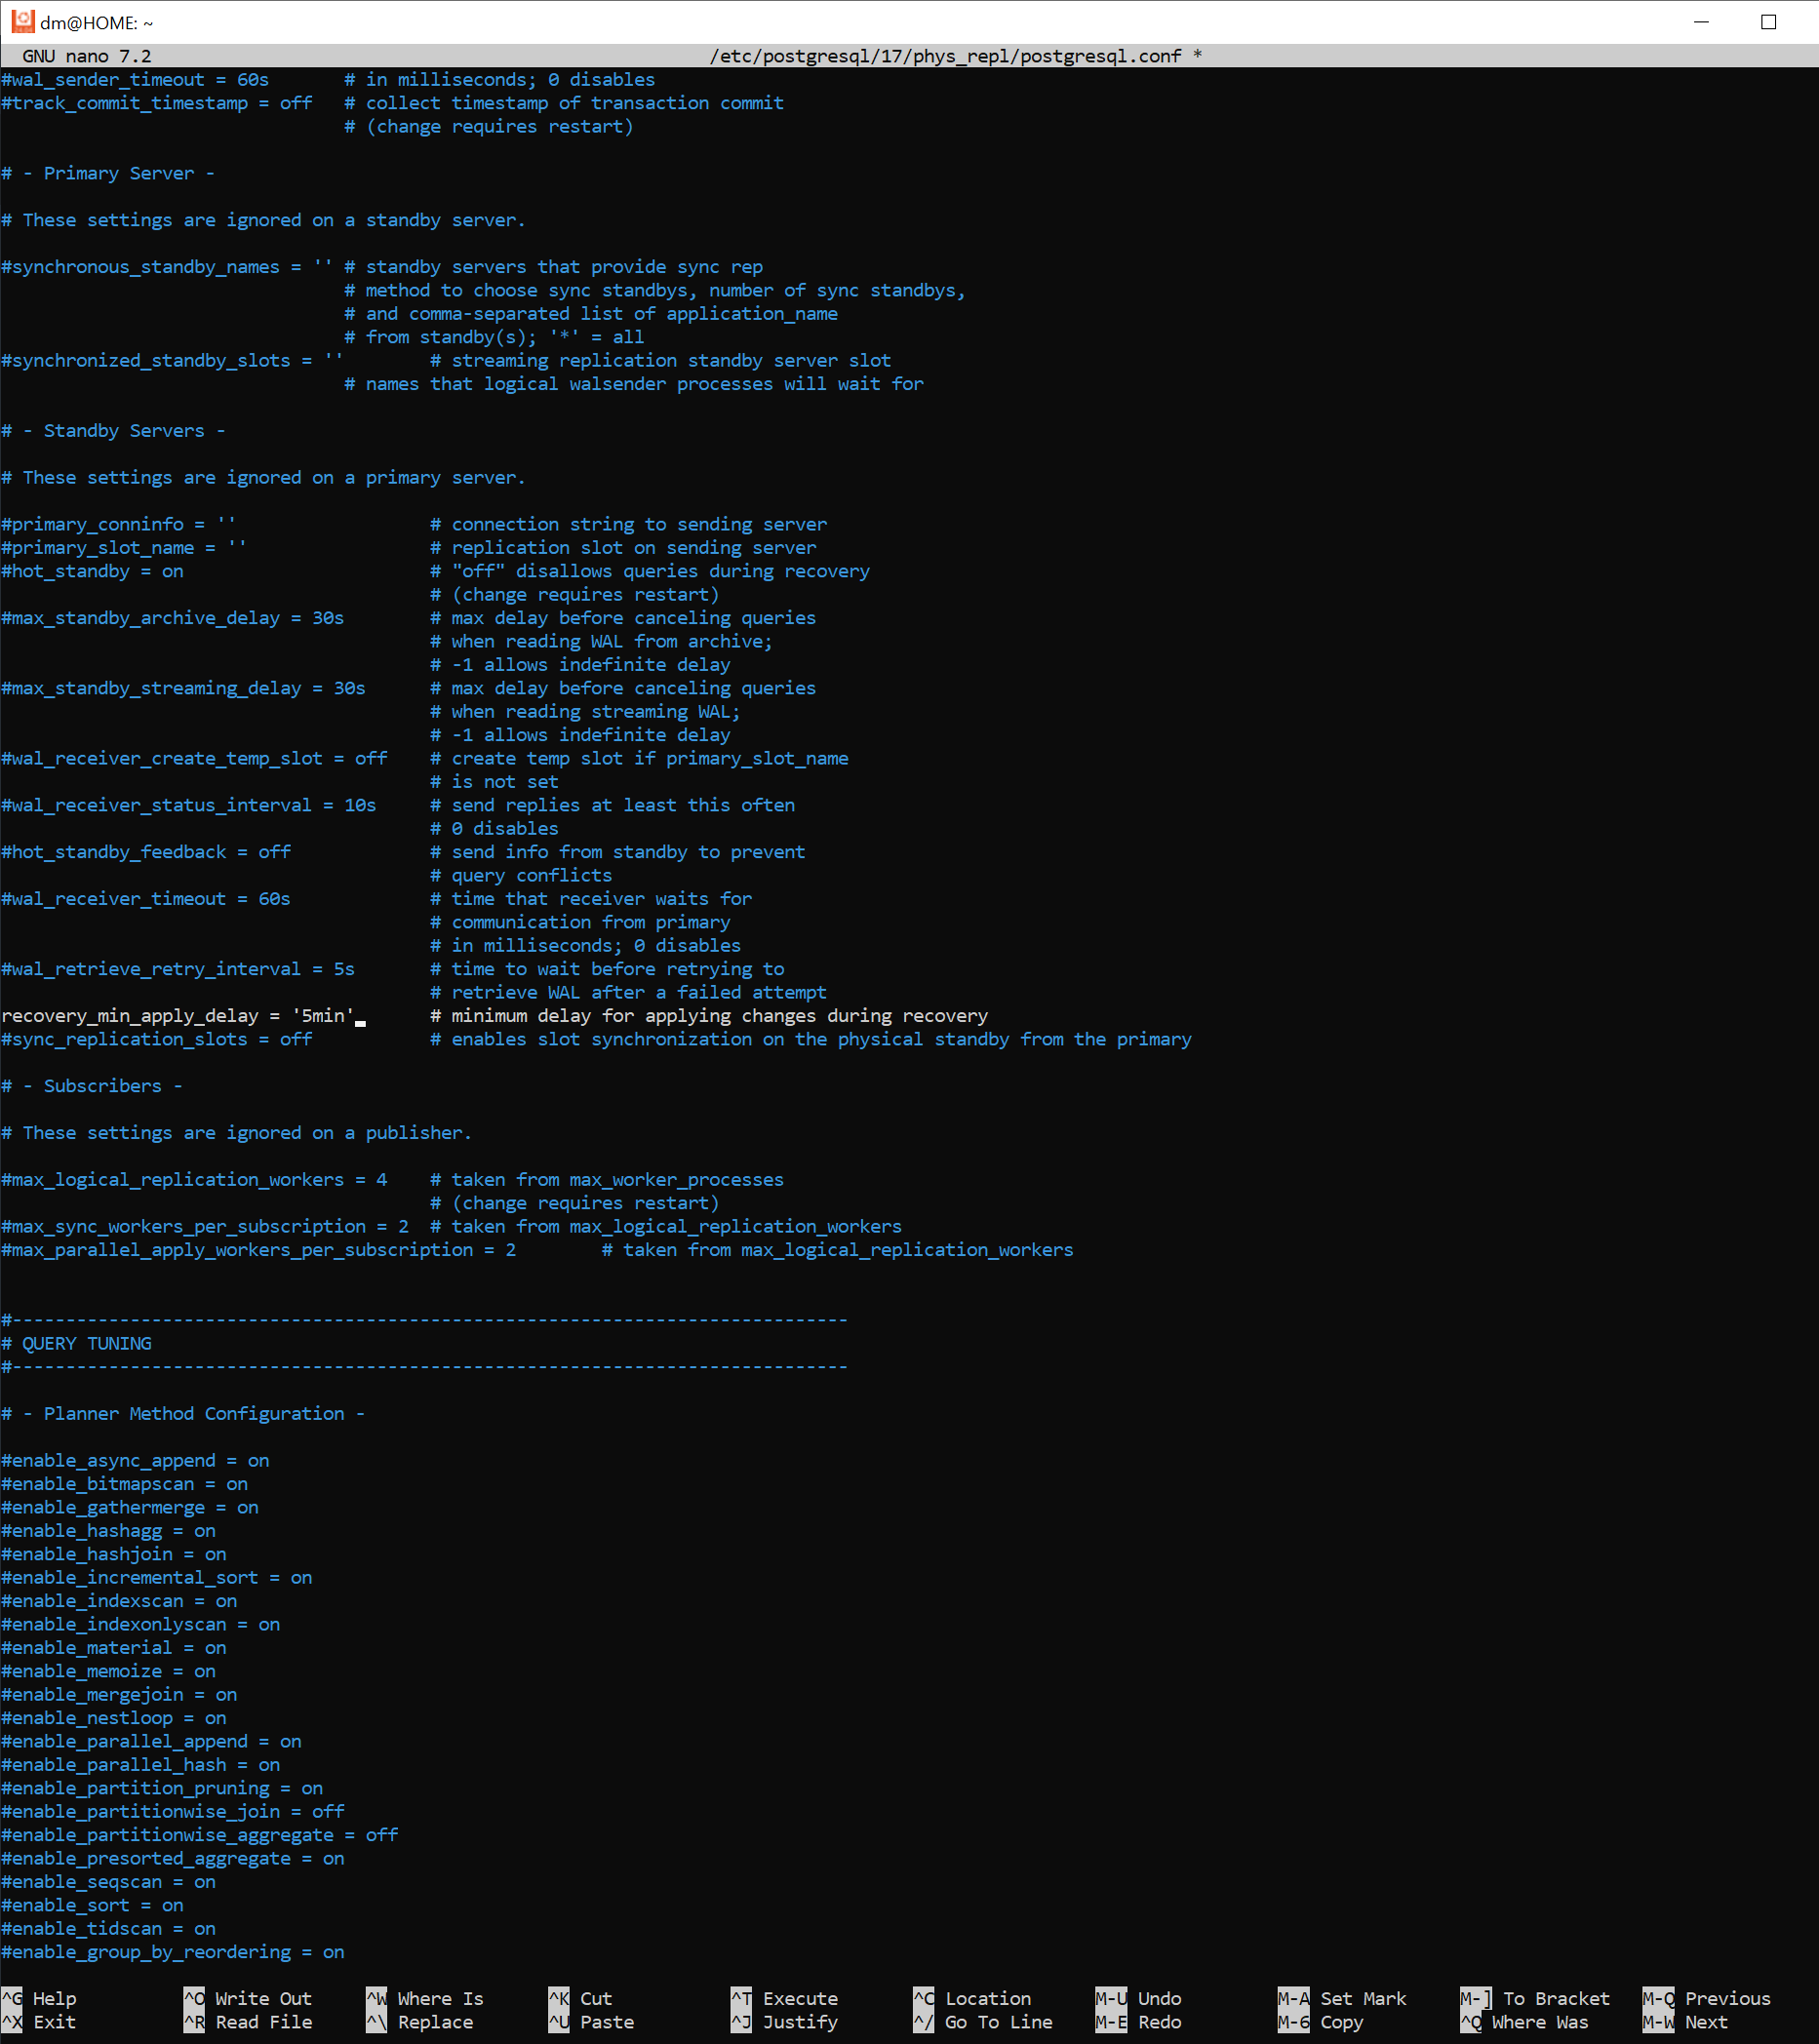 dm@HOME: ~
GNU nano 7.2 /etc/postgresql/17/phys_repl/postgresql.conf *
#wal_sender_timeout = 60s # in milliseconds; 0 disables
#track_commit_timestamp = off # collect timestamp of transaction commit
# (change requires restart)
# - Primary Server -
# These settings are ignored on a standby server.
#synchronous_standby_names = '' # standby servers that provide sync rep
# method to choose sync standbys, number of sync standbys,
# and comma-separated list of application_name
# from standby(s); '*' = all
#synchronized_standby_slots = '' # streaming replication standby server slot
# names that logical walsender processes will wait for
# - Standby Servers -
# These settings are ignored on a primary server.
#primary_conninfo = '' # connection string to sending server
#primary_slot_name = '' # replication slot on sending server
#hot_standby = on # "off" disallows queries during recovery
# (change requires restart)
#max_standby_archive_delay = 30s # max delay before canceling queries
# when reading WAL from archive;
# -1 allows indefinite delay
#max_standby_streaming_delay = 30s # max delay before canceling queries
# when reading streaming WAL;
# -1 allows indefinite delay
#wal_receiver_create_temp_slot = off # create temp slot if primary_slot_name
# is not set
#wal_receiver_status_interval = 10s # send replies at least this often
# 0 disables
#hot_standby_feedback = off # send info from standby to prevent
# query conflicts
#wal_receiver_timeout = 60s # time that receiver waits for
# communication from primary
# in milliseconds; 0 disables
#wal_retrieve_retry_interval = 5s # time to wait before retrying to
# retrieve WAL after a failed attempt
recovery_min_apply_delay = '5min' # minimum delay for applying changes during recovery
#sync_replication_slots = off # enables slot synchronization on the physical standby from the primary
# - Subscribers -
# These settings are ignored on a publisher.
#max_logical_replication_workers = 4 # taken from max_worker_processes
# (change requires restart)
#max_sync_workers_per_subscription = 2 # taken from max_logical_replication_workers
#max_parallel_apply_workers_per_subscription = 2 # taken from max_logical_replication_workers
#------------------------------------------------------------------------------
# QUERY TUNING
#------------------------------------------------------------------------------
# - Planner Method Configuration -
#enable_async_append = on
#enable_bitmapscan = on
#enable_gathermerge = on
#enable_hashagg = on
#enable_hashjoin = on
#enable_incremental_sort = on
#enable_indexscan = on
#enable_indexonlyscan = on
#enable_material = on
#enable_memoize = on
#enable_mergejoin = on
#enable_nestloop = on
#enable_parallel_append = on
#enable_parallel_hash = on
#enable_partition_pruning = on
#enable_partitionwise_join = off
#enable_partitionwise_aggregate = off
#enable_presorted_aggregate = on
#enable_seqscan = on
#enable_sort = on
#enable_tidscan = on
#enable_group_by_reordering = on
^G Help ^O Write Out ^W Where Is ^K Cut ^T Execute ^C Location M-U Undo M-A Set Mark M-] To Bracket M-Q Previous
^X Exit ^R Read File ^\ Replace ^U Paste ^J Justify ^/ Go To Line M-E Redo M-6 Copy ^Q Where Was M-W Next